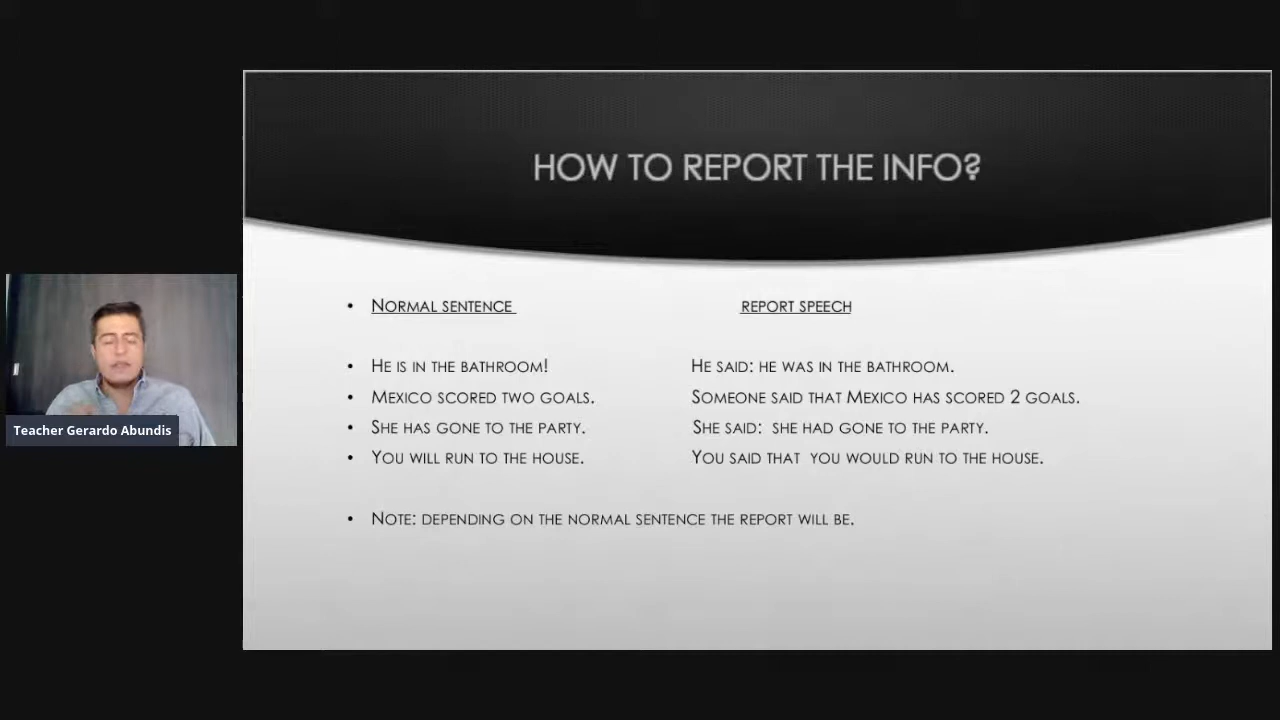 HOW TO REPORT THE INFO?
• NORMAL SENTENCE REPORT SPEECH
• HE IS IN THE BATHROOM! HE SAID: HE WAS IN THE BATHROOM.
• MEXICO SCORED TWO GOALS. SOMEONE SAID THAT MEXICO HAS SCORED 2 GOALS.
• SHE HAS GONE TO THE PARTY. SHE SAID: SHE HAD GONE TO THE PARTY.
• YOU WILL RUN TO THE HOUSE. YOU SAID THAT YOU WOULD RUN TO THE HOUSE.
• NOTE: DEPENDING ON THE NORMAL SENTENCE THE REPORT WILL BE.
Teacher Gerardo Abundis